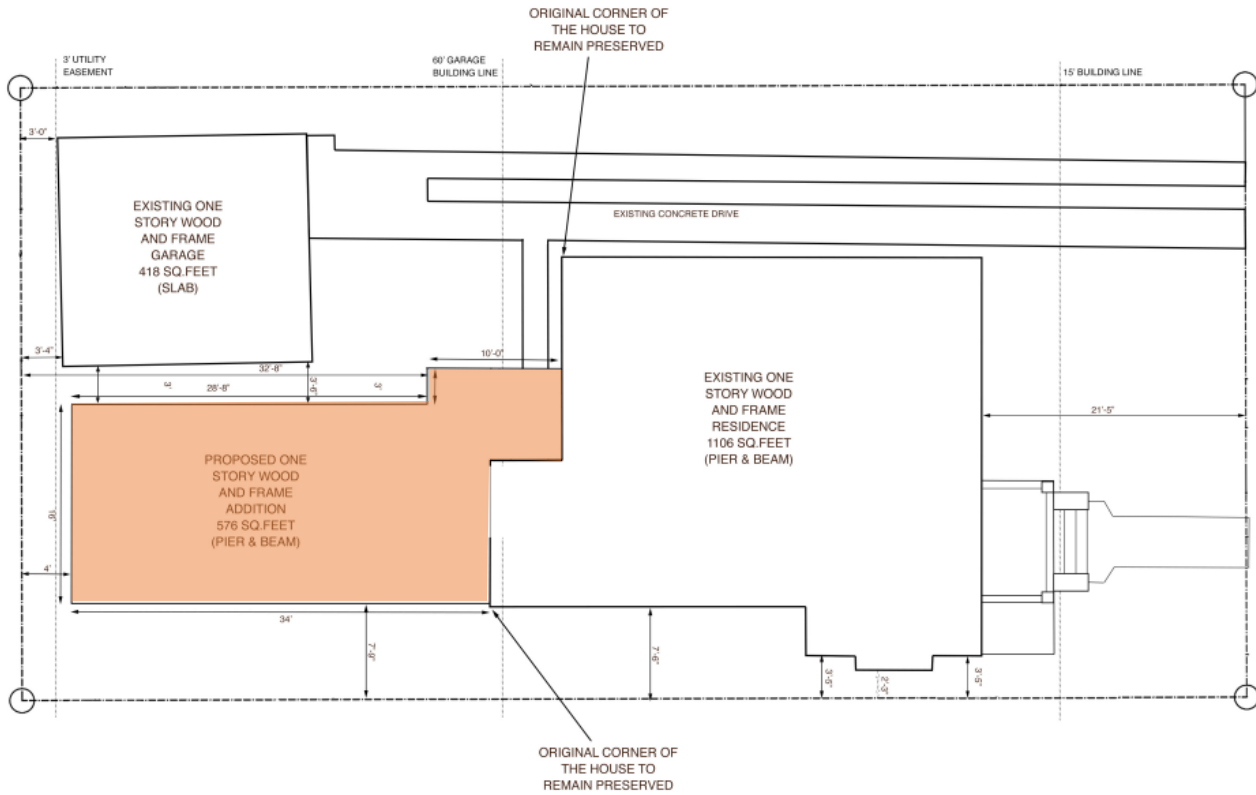 ORIGINAL CORNER OF
THE HOUSE TO
REMAIN PRESERVED
3' UTILITY
EASEMENT
60' GARAGE
BUILDING LINE
15' BUILDING LINE
3'-0"
EXISTING ONE
STORY WOOD
AND FRAME
GARAGE
418 SQ.FEET
(SLAB)
EXISTING CONCRETE DRIVE
3'-4"
32'-8"
10'-0"
3'
3'-6"
3'
28'-8"
EXISTING ONE
STORY WOOD
AND FRAME
RESIDENCE
1106 SQ.FEET
(PIER & BEAM)
21'-5"
PROPOSED ONE
STORY WOOD
AND FRAME
ADDITION
576 SQ.FEET
(PIER & BEAM)
16'
4'
34'
7'-9"
7'-6"
3'-5"
2'-3"
3'-5"
ORIGINAL CORNER OF
THE HOUSE TO
REMAIN PRESERVED